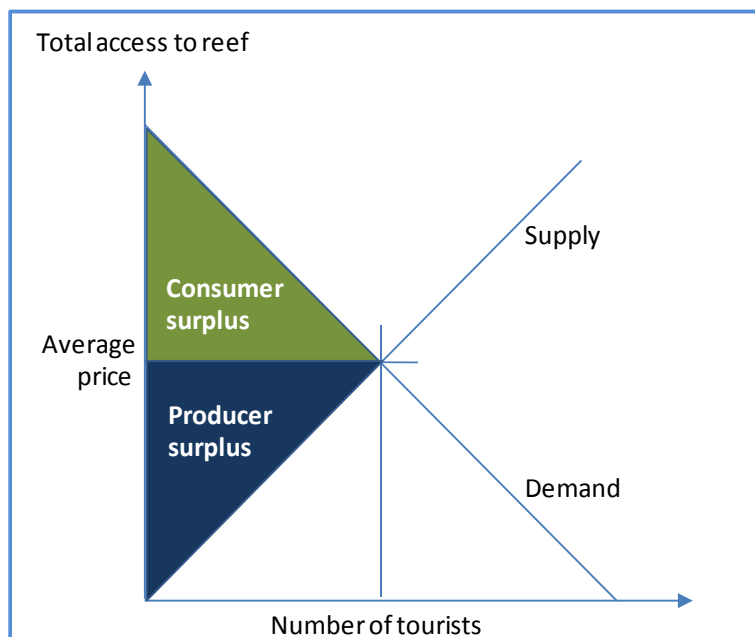 Total access to reef
Supply
Consumer
surplus
Average
price
Producer
surplus
Demand
Number of tourists